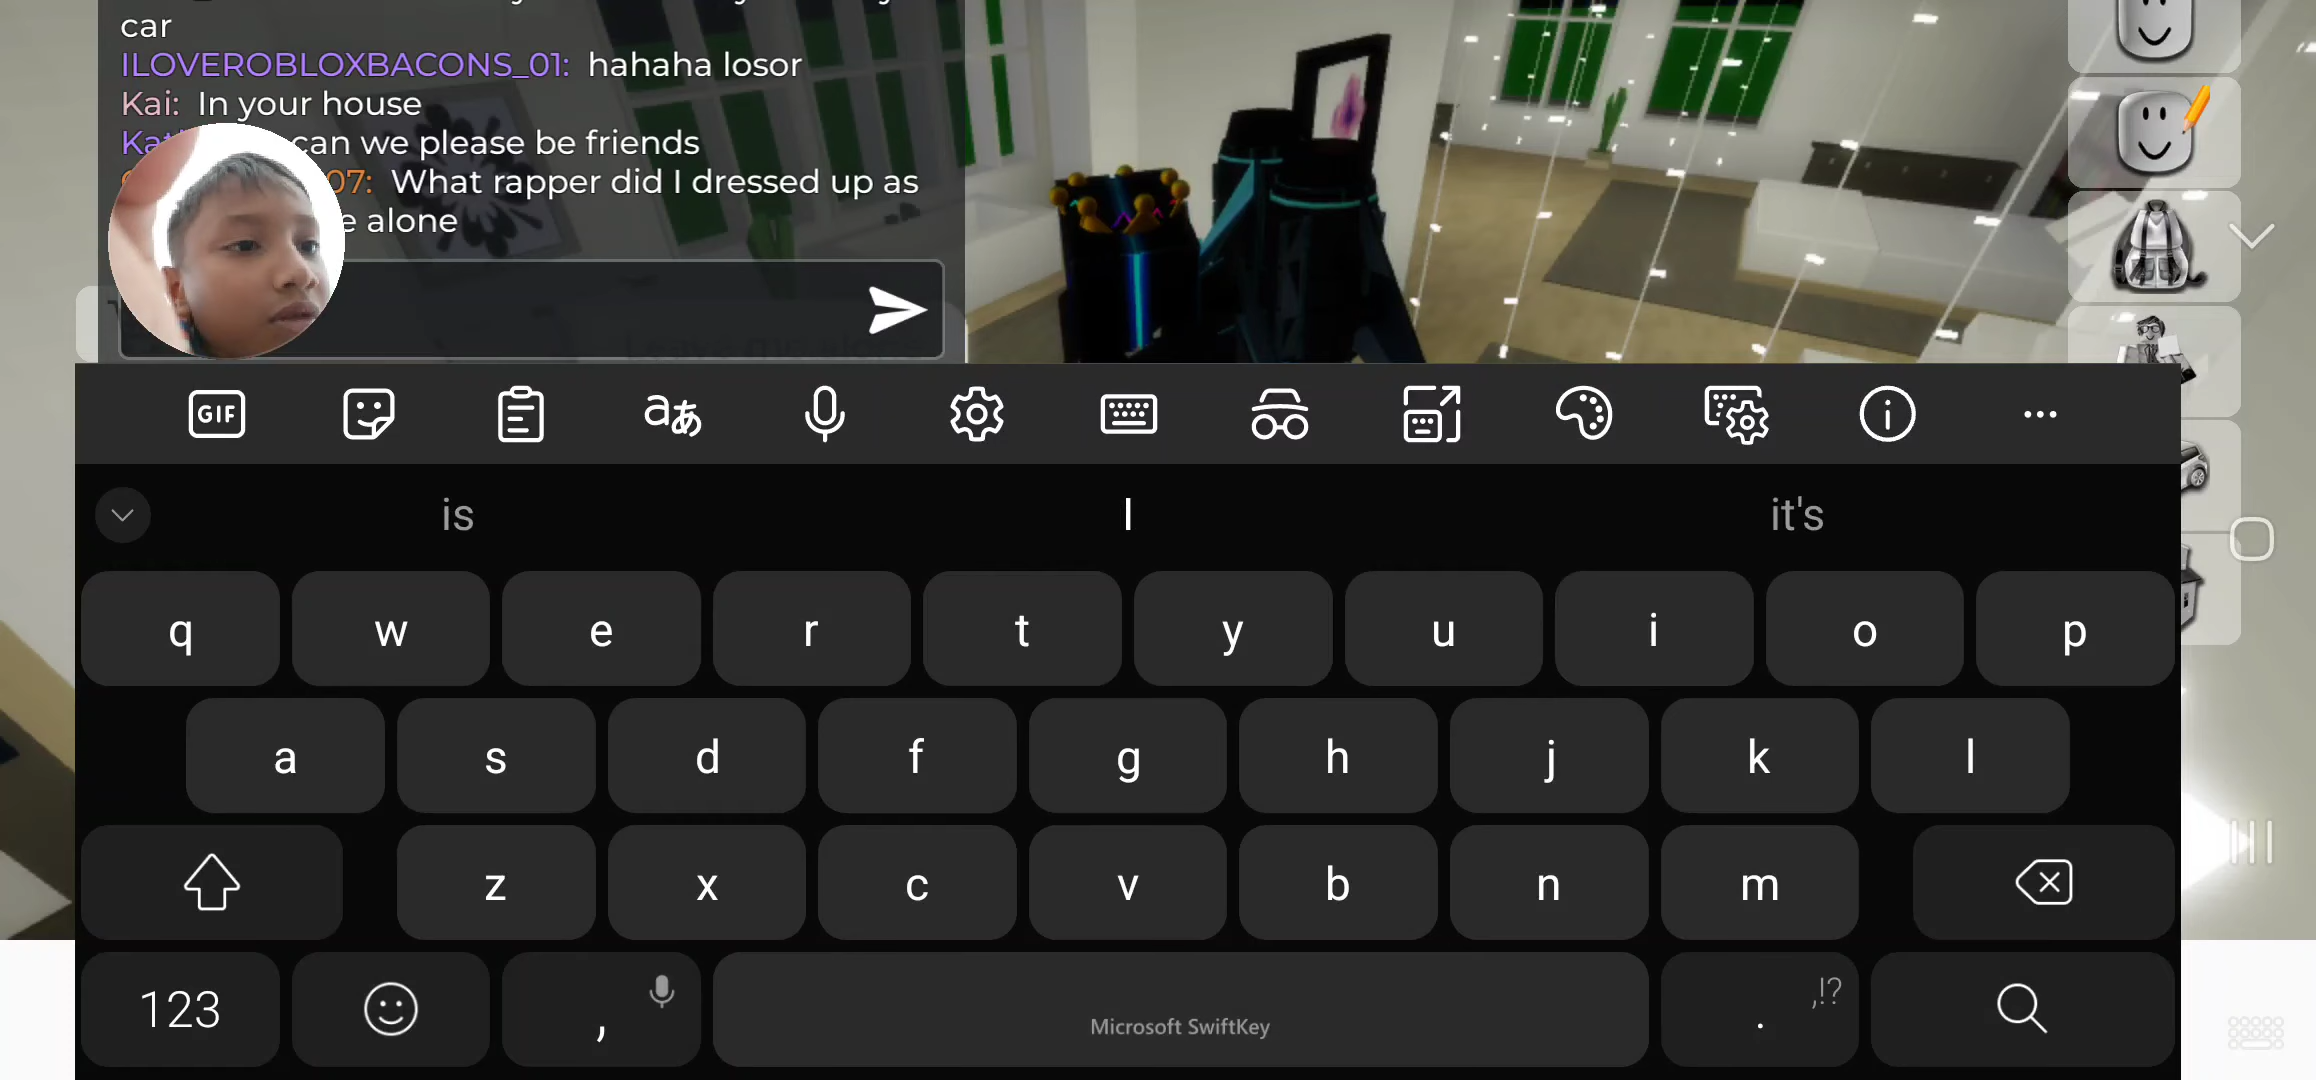 car
ILOVEROBLOXBACONS_01: hahaha losor
Kai: In your house
can we please be friends
07: What rapper did I dressed up as
alone
GIF
aあ
is I it's
q w e r t y u i o p
a s d f g h j k l
z x c v b n m
123 , Microsoft SwiftKey . ,!?